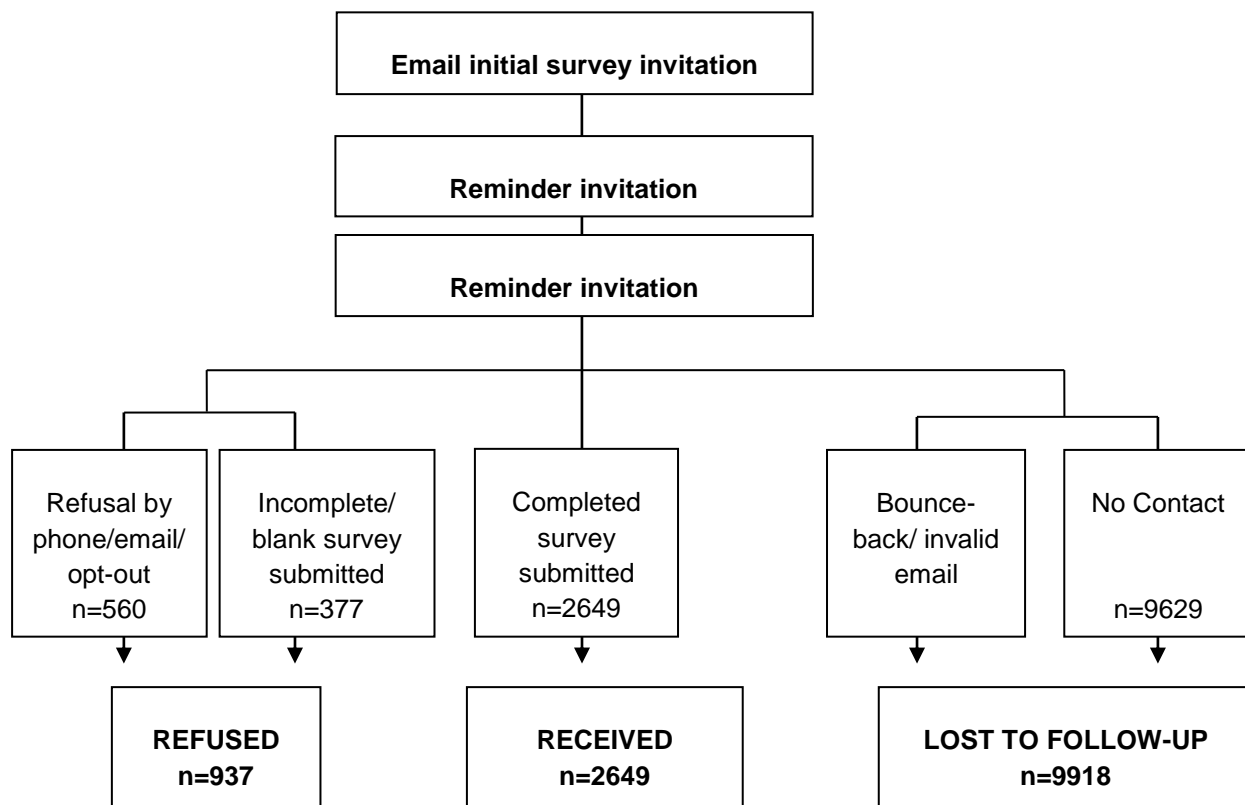 Email initial survey invitation
Reminder invitation
Reminder invitation
Refusal by
phone/email/
opt-out
n=560
Incomplete/
blank survey
submitted
n=377
Completed
survey
submitted
n=2649
Bounce-
back/ invalid
email
No Contact
n=9629
REFUSED
n=937
RECEIVED
n=2649
LOST TO FOLLOW-UP
n=9918